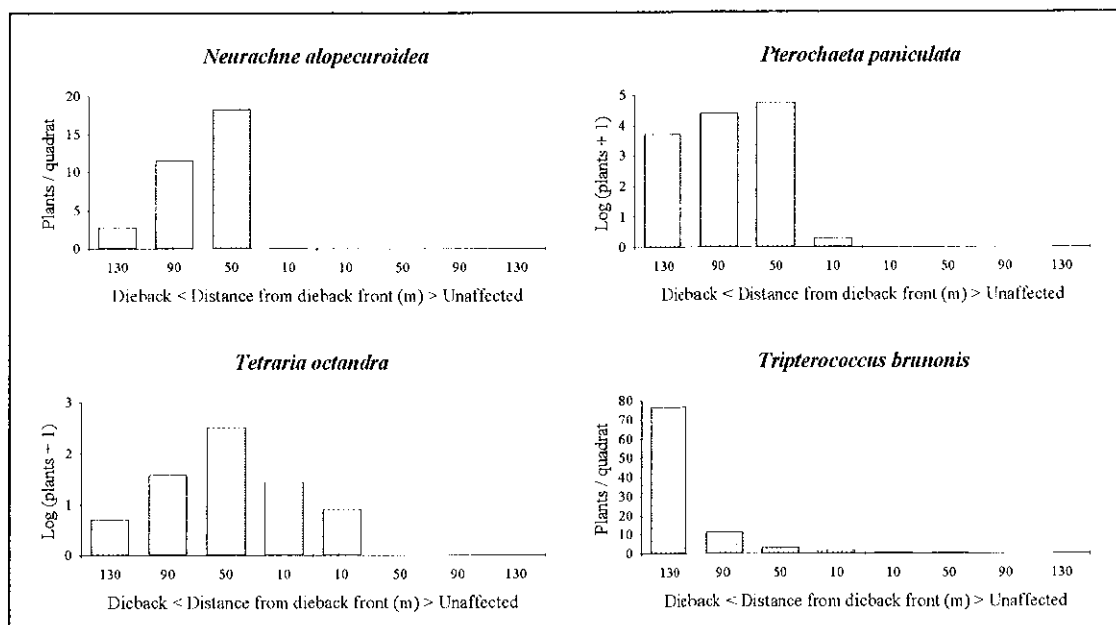 Neurachne alopecuroidea
Plants / quadrat
20
15
10
5
0
130 90 50 10 10 50 90 130
Dieback < Distance from dieback front (m) > Unaffected
Pterochaeta paniculata
Log (plants + 1)
5
4
3
2
1
0
130 90 50 10 10 50 90 130
Dieback < Distance from dieback front (m) > Unaffected
Tetraria octandra
Log (plants + 1)
3
2
1
0
130 90 50 10 10 50 90 130
Dieback < Distance from dieback front (m) > Unaffected
Tripterococcus brunonis
Plants / quadrat
80
70
60
50
40
30
20
10
0
130 90 50 10 10 50 90 130
Dieback < Distance from dieback front (m) > Unaffected